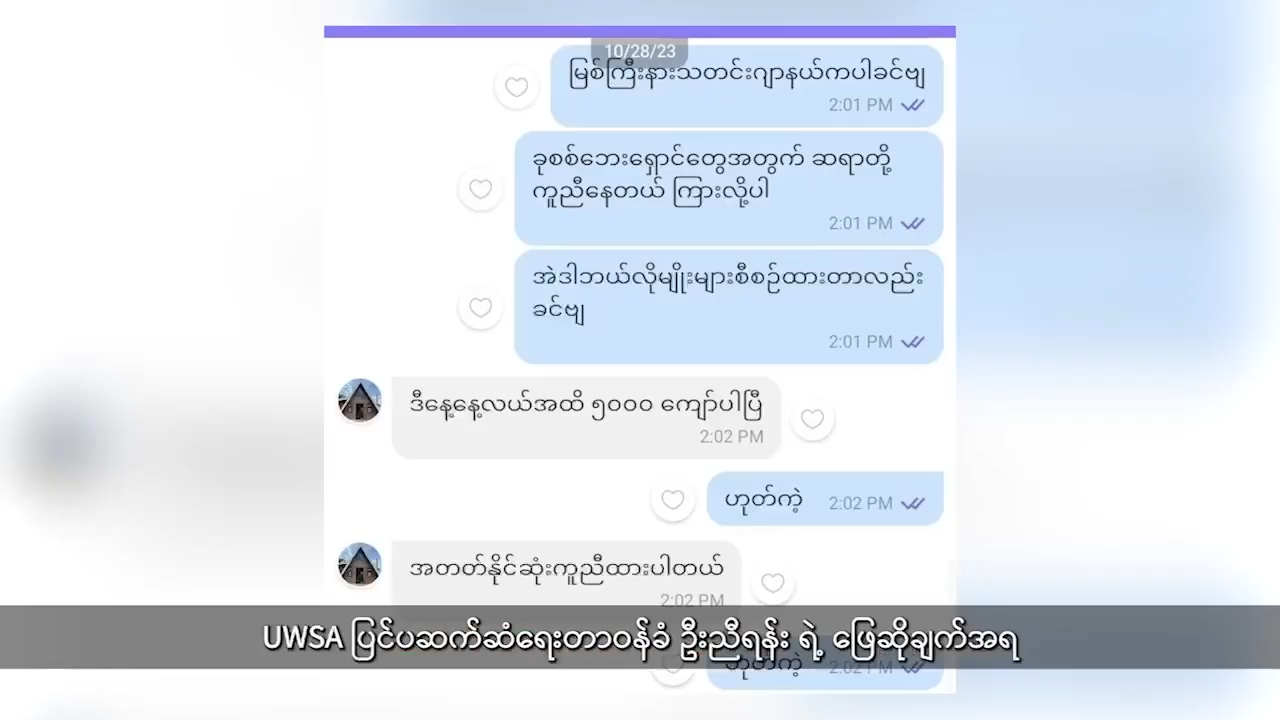 10/28/23
မြစ်ကြီးနားသတင်းဂျာနယ်ကပါခင်ဗျ
2:01 PM
ခုစစ်ဘေးရှောင်တွေအတွက် ဆရာတို့
ကူညီနေတယ် ကြားလို့ပါ
2:01 PM
အဲဒါဘယ်လိုမျိုးများစီစဉ်ထားတာလည်း
ခင်ဗျ
2:01 PM
ဒီနေ့နေ့လယ်အထိ ၅၀၀၀ ကျော်ပါပြီ
2:02 PM
ဟုတ်ကဲ့ 2:02 PM
အတတ်နိုင်ဆုံးကူညီထားပါတယ်
2:02 PM
UWSA ပြင်ပဆက်ဆံရေးတာဝန်ခံ ဦးညီရန်း ရဲ့ ဖြေဆိုချက်အရ
ဟုတ်ကဲ့ 2:02 PM